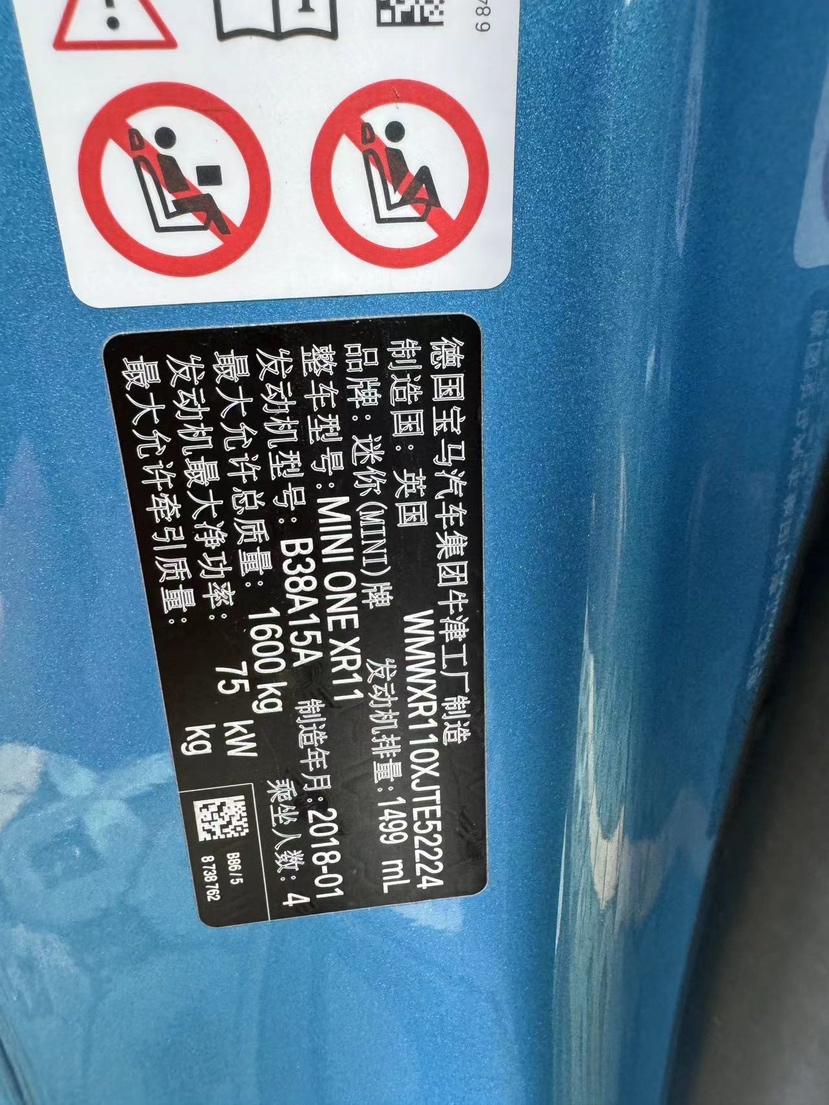 789
德国宝马汽车集团牛津工厂制造
制造国：英国 WMWXR110XJTE52224
品牌：迷你(MINI)牌 发动机排量:1499 mL
整车型号：MINI ONE XR11 制造年月:2018-01
发动机型号：B38A15A 乘坐人数: 4
最大允许总质量： 1600 kg
发动机最大净功率： 75 kW
最大允许牵引质量： kg
B86/5
8 738 762